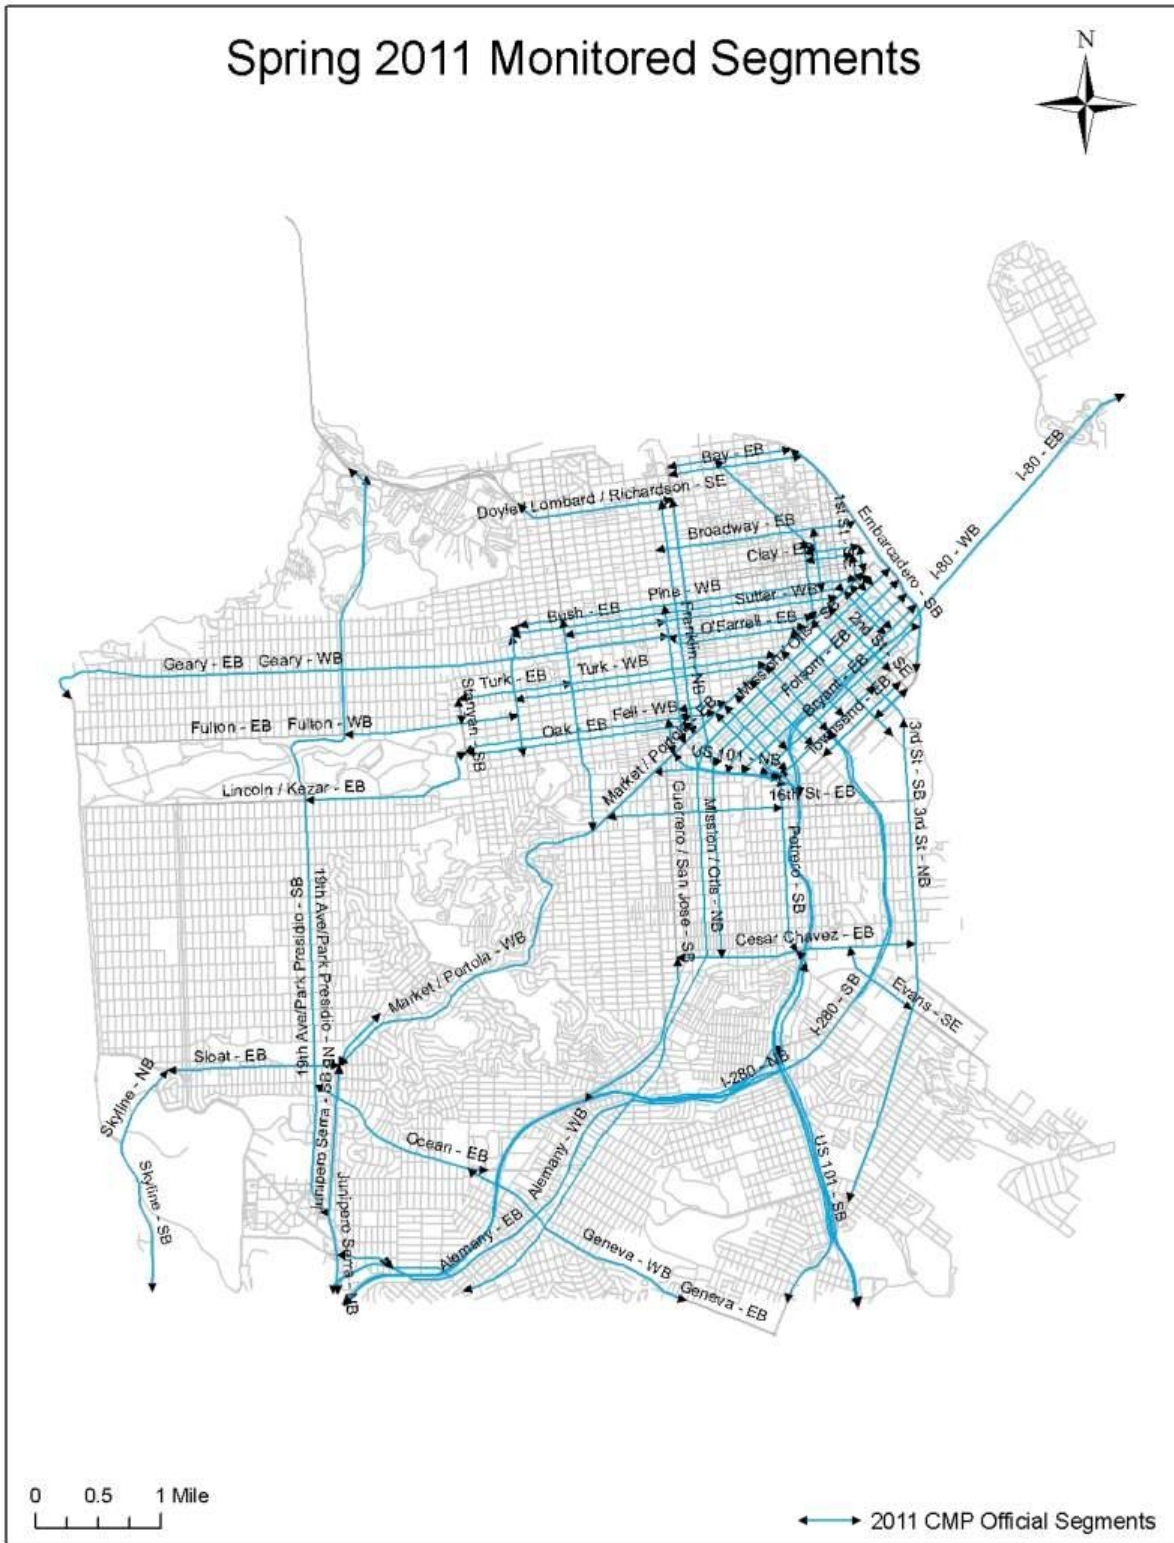 Spring 2011 Monitored Segments
N
I-80 - EB
Bay - EB
Doyle / Lombard / Richardson - SE
1st St -
Embarcadero - SB
Broadway - EB
I-80 - WB
Clay - EB
Pine - WB
Sutter - WB
Bush - EB
O'Farrell - EB
Franklin - NB
2nd St -
Mission / Otis - SB
Folsom - EB
Geary - EB Geary - WB
Turk - WB
Turk - EB
Stanyan - SB
Bryant - EB
Fell - WB
Townsend - EB
Fulton - EB Fulton - WB
Oak - EB
Market / Portola - EB
US 101 - NB
3rd St - SB 3rd St - NB
Lincoln / Kezar - EB
16th St - EB
Guerrero / San Jose - SB
Mission / Otis - NB
Potrero - SB
19th Ave/Park Presidio - SB
19th Ave/Park Presidio - NB
Cesar Chavez - EB
Market / Portola - WB
Evans - SE
I-280 - SB
Sloat - EB
I-280 - NB
Skyline - NB
Junipero Serra - SB
Ocean - EB
Alemany - WB
US 101 - SB
Skyline - SB
Junipero Serra - NB
Alemany - EB
Geneva - WB
Geneva - EB
0 0.5 1 Mile
2011 CMP Official Segments